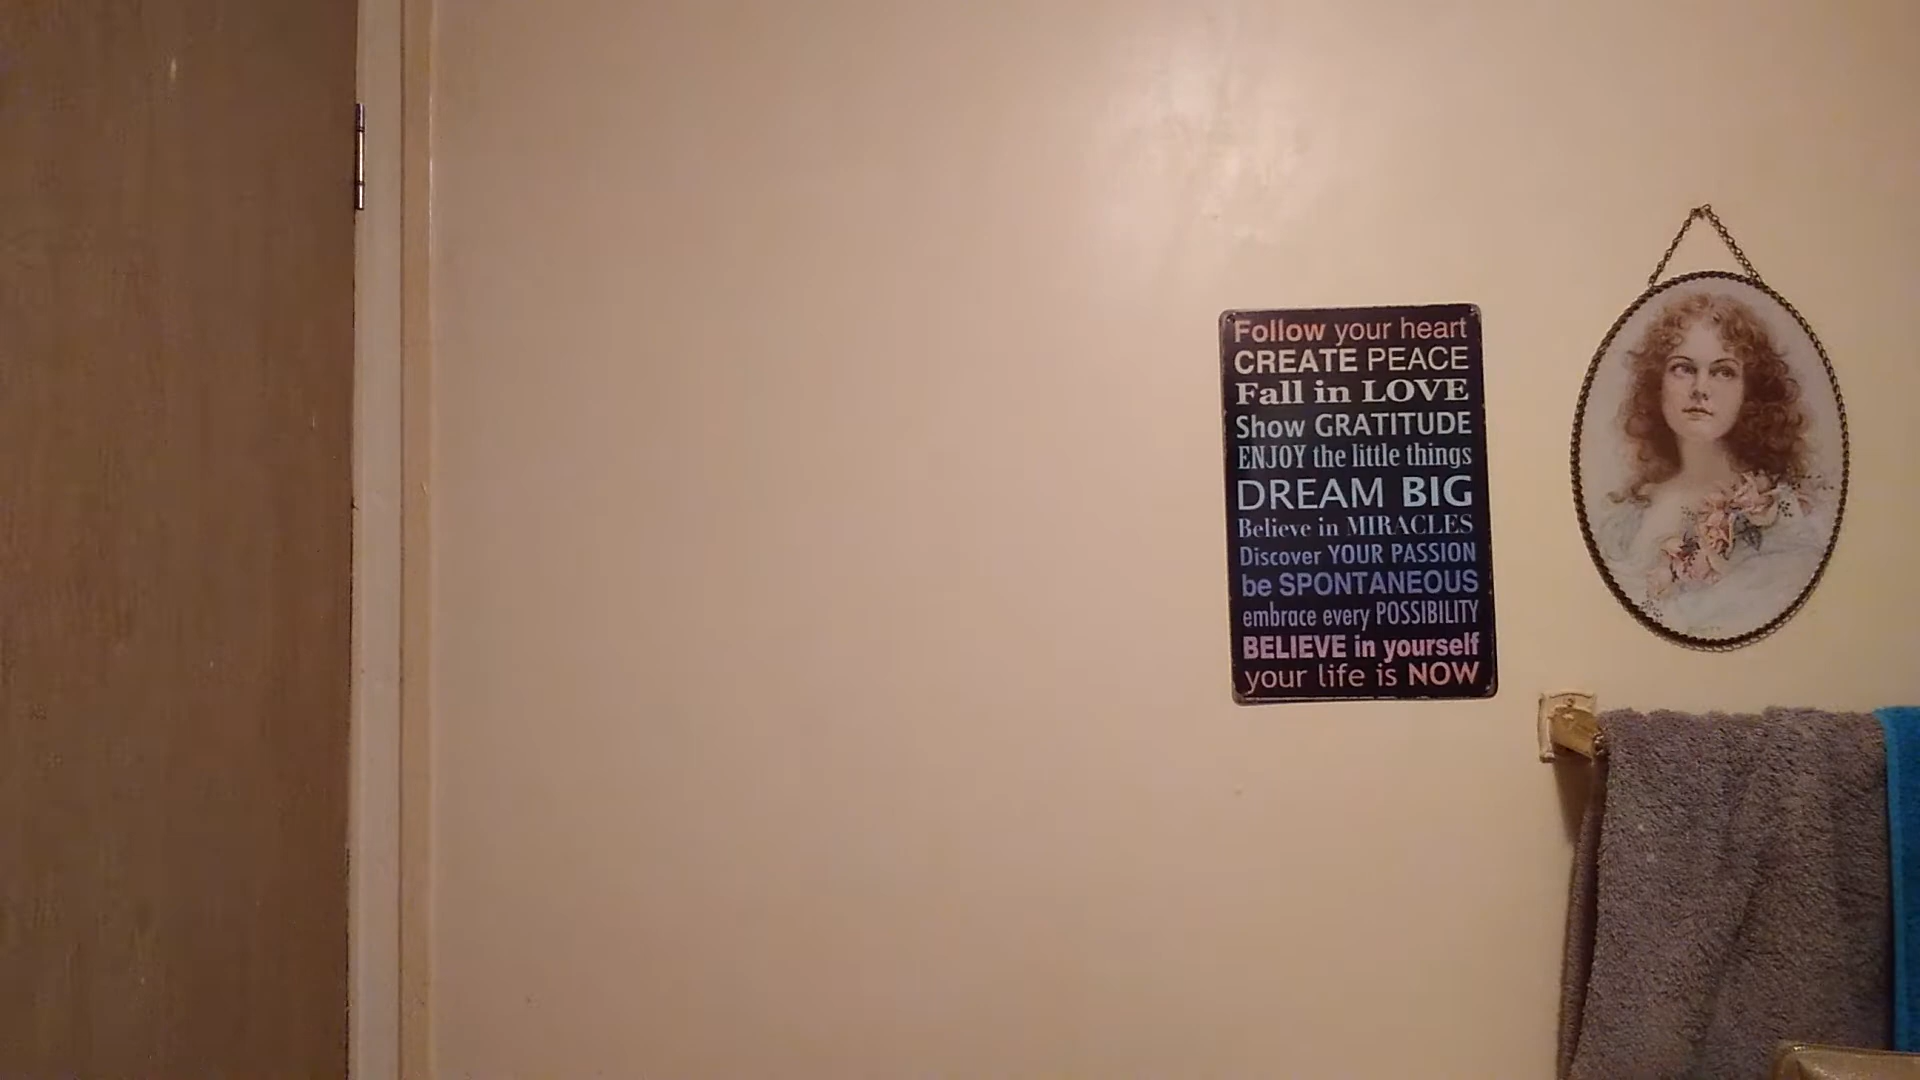 Follow your heart
CREATE PEACE
Fall in LOVE
Show GRATITUDE
ENJOY the little things
DREAM BIG
Believe in MIRACLES
Discover YOUR PASSION
be SPONTANEOUS
embrace every POSSIBILITY
BELIEVE in yourself
your life is NOW